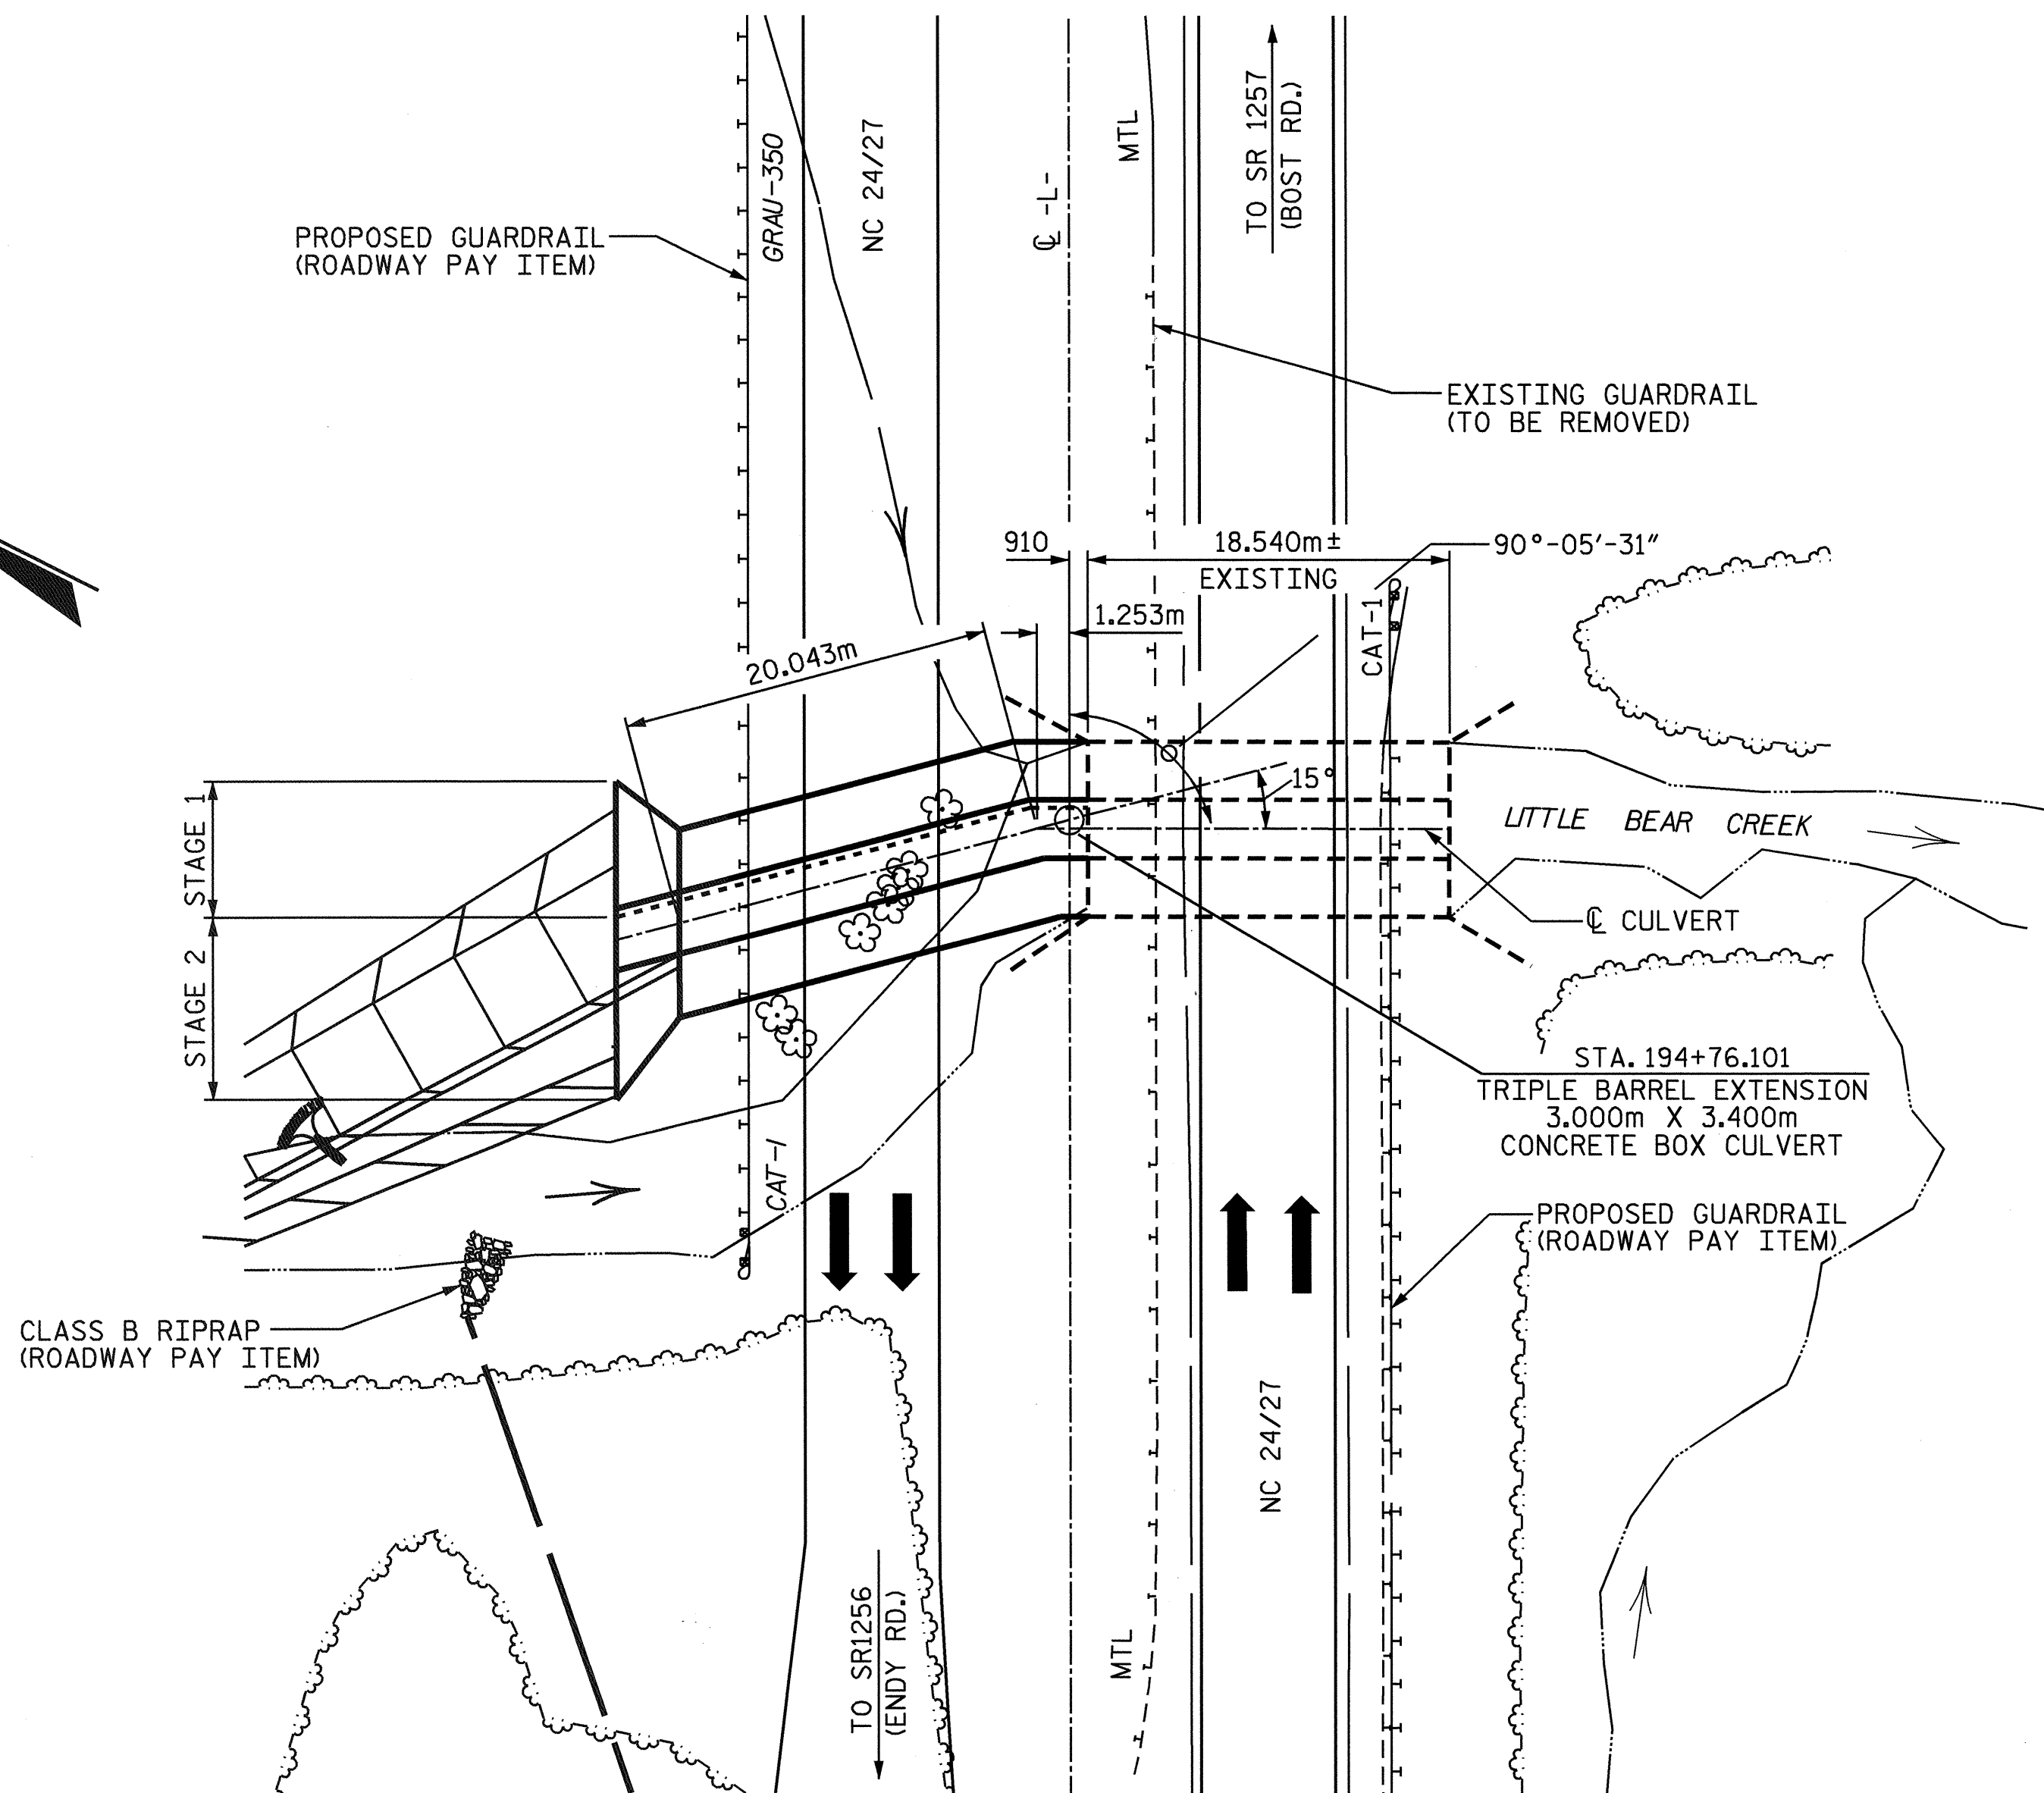 TO SR 1257
(BOST RD.)
MTL
GRAU-350
NC 24/27
℄ -L-
PROPOSED GUARDRAIL
(ROADWAY PAY ITEM)
EXISTING GUARDRAIL
(TO BE REMOVED)
910
18.540m±
EXISTING
90°-05'-31"
1.253m
CAT-1
20.043m
15°
STAGE 1
STAGE 2
LITTLE BEAR CREEK
℄ CULVERT
STA. 194+76.101
TRIPLE BARREL EXTENSION
3.000m X 3.400m
CONCRETE BOX CULVERT
CAT-1
PROPOSED GUARDRAIL
(ROADWAY PAY ITEM)
CLASS B RIPRAP
(ROADWAY PAY ITEM)
NC 24/27
TO SR1256
(ENDY RD.)
MTL